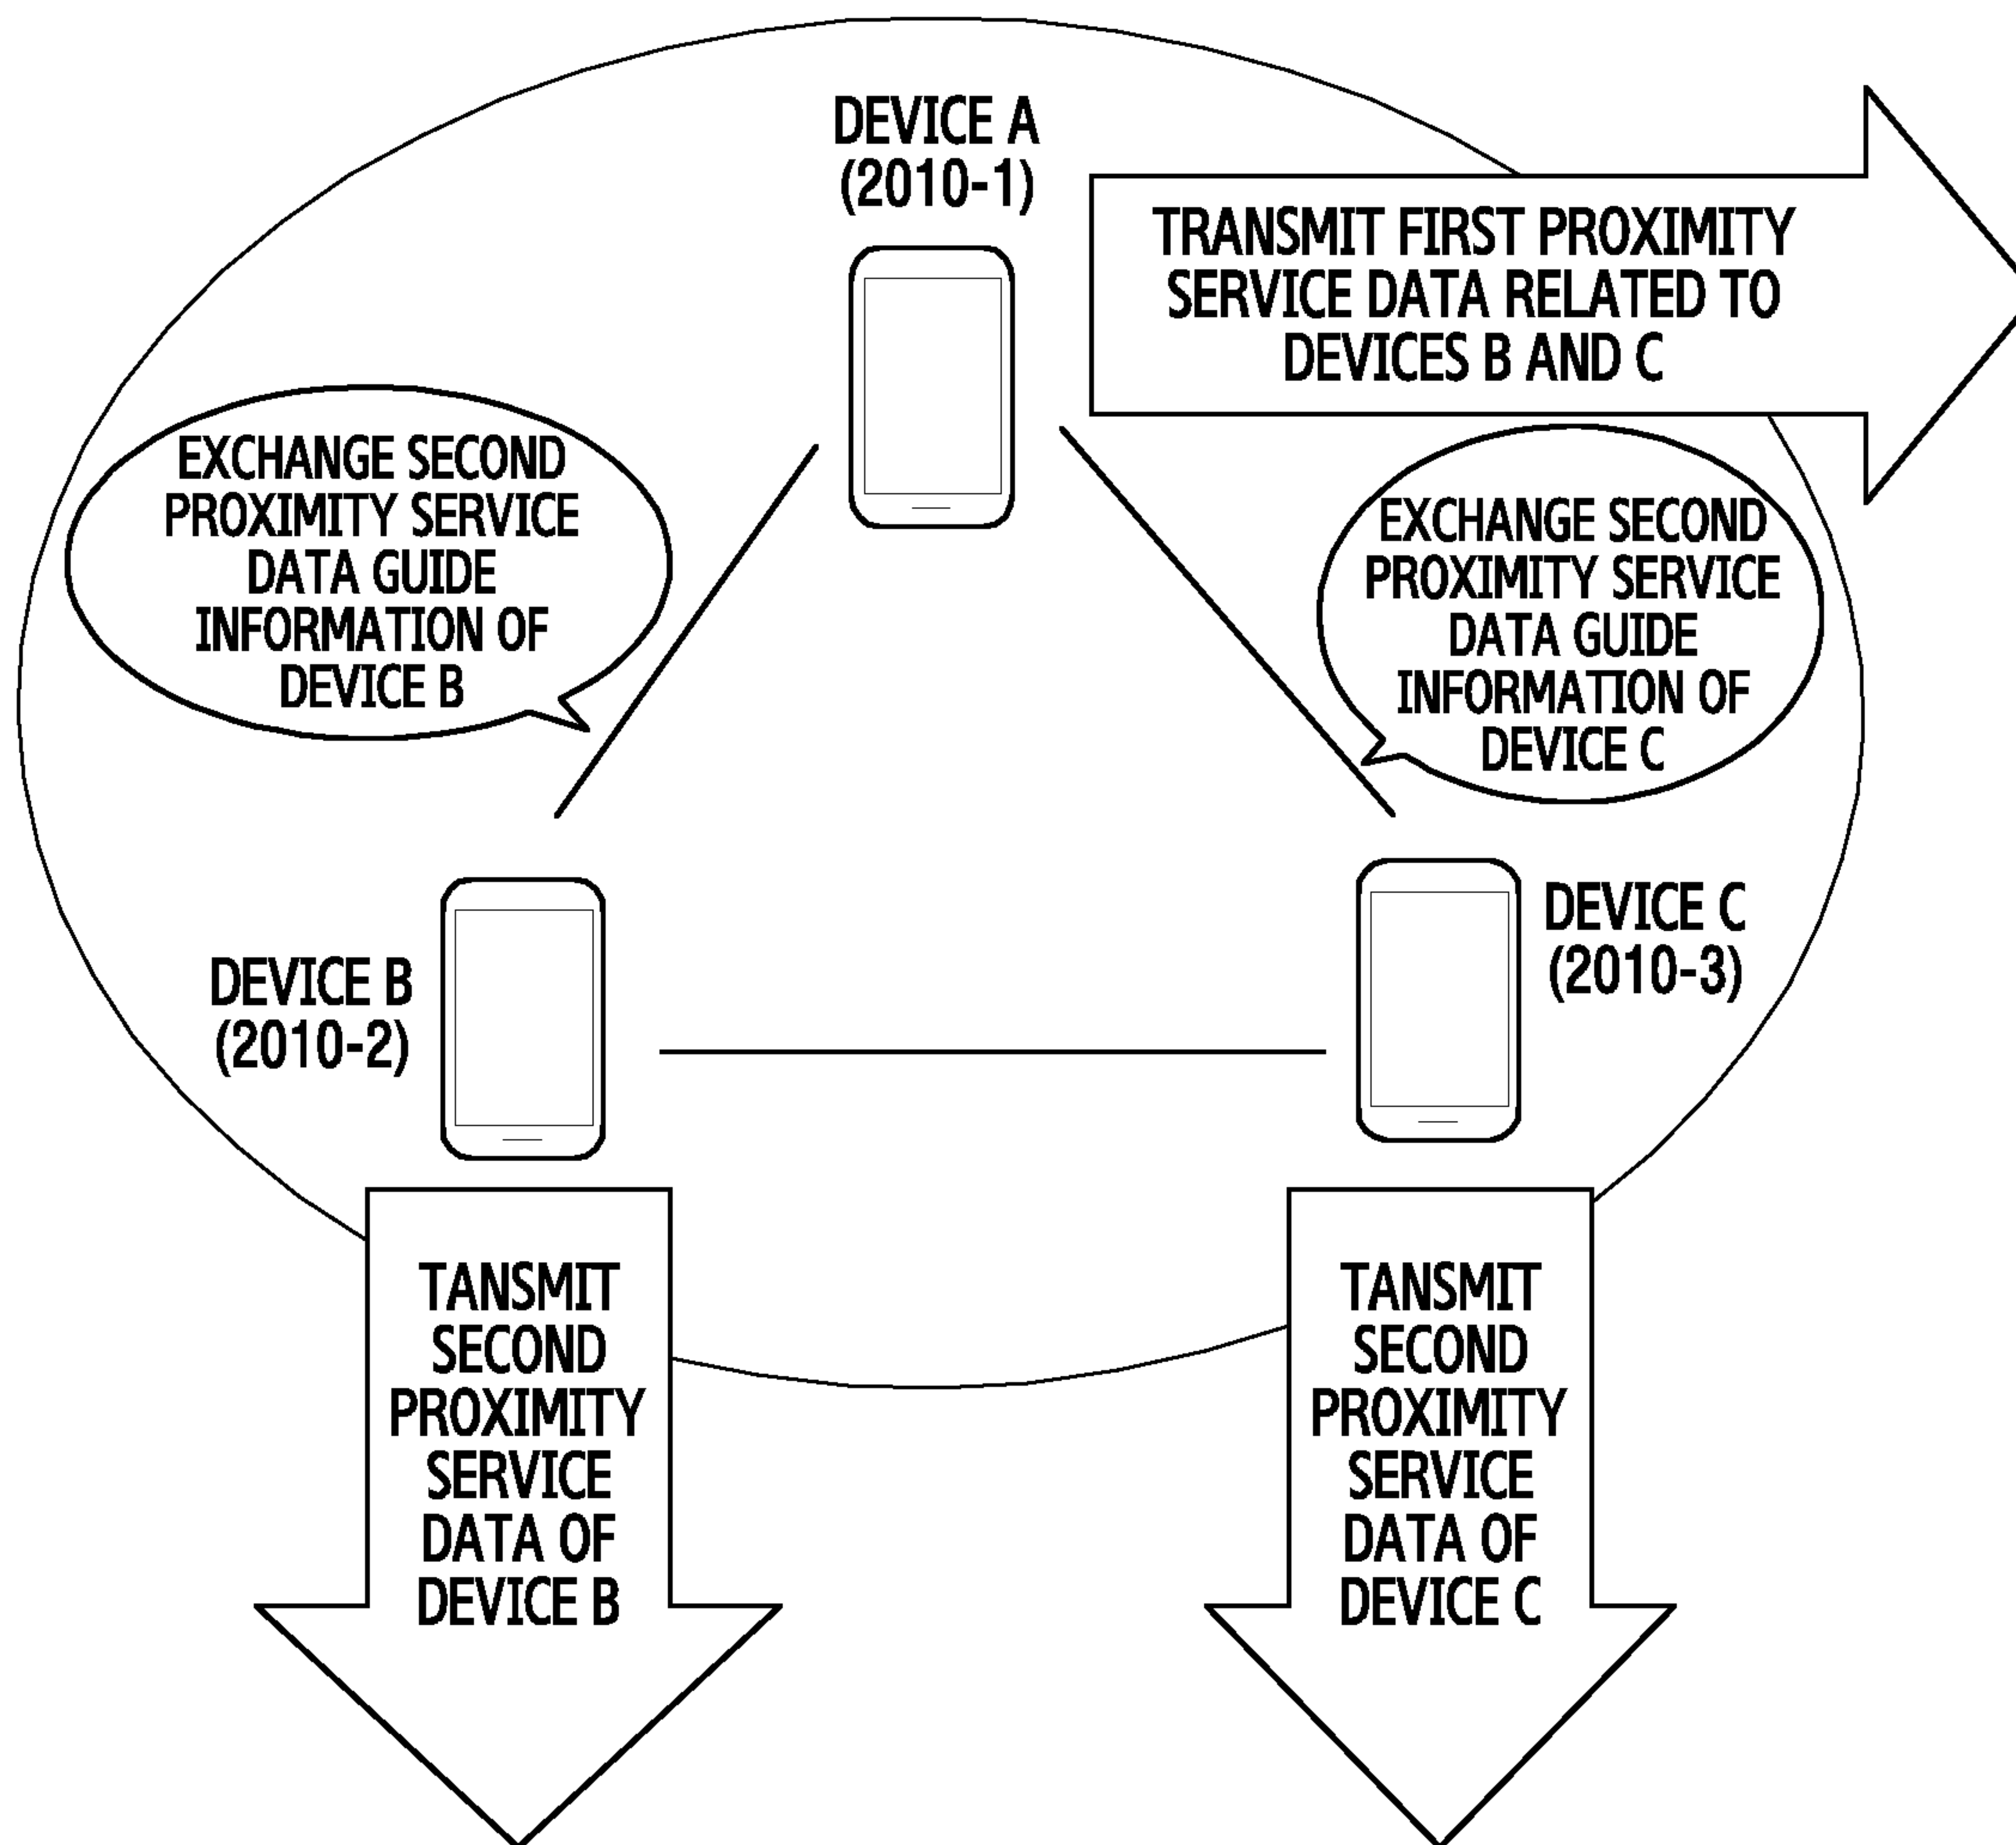 DEVICE A
(2010-1)
TRANSMIT FIRST PROXIMITY
SERVICE DATA RELATED TO
DEVICES B AND C
EXCHANGE SECOND
PROXIMITY SERVICE
DATA GUIDE
INFORMATION OF
DEVICE B
EXCHANGE SECOND
PROXIMITY SERVICE
DATA GUIDE
INFORMATION OF
DEVICE C
DEVICE B
(2010-2)
DEVICE C
(2010-3)
TANSMIT
SECOND
PROXIMITY
SERVICE
DATA OF
DEVICE B
TANSMIT
SECOND
PROXIMITY
SERVICE
DATA OF
DEVICE C